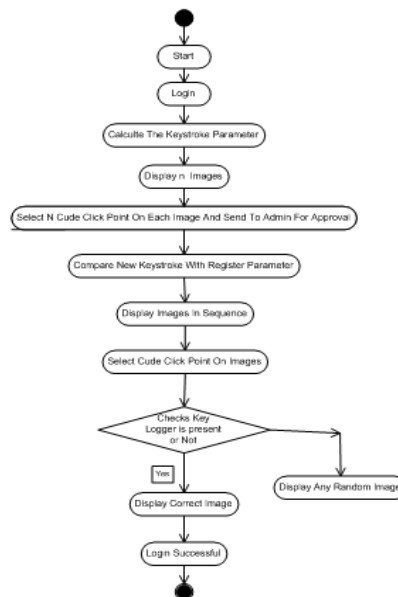 Start
Login
Calculte The Keystroke Parameter
Display n Images
Select N Cude Click Point On Each Image And Send To Admin For Approval
Compare New Keystroke With Register Parameter
Display Images In Sequence
Select Cude Click Point On Images
Checks Key
Logger is present
or Not
Yes
Display Any Random Image
Display Correct Image
Login Successful